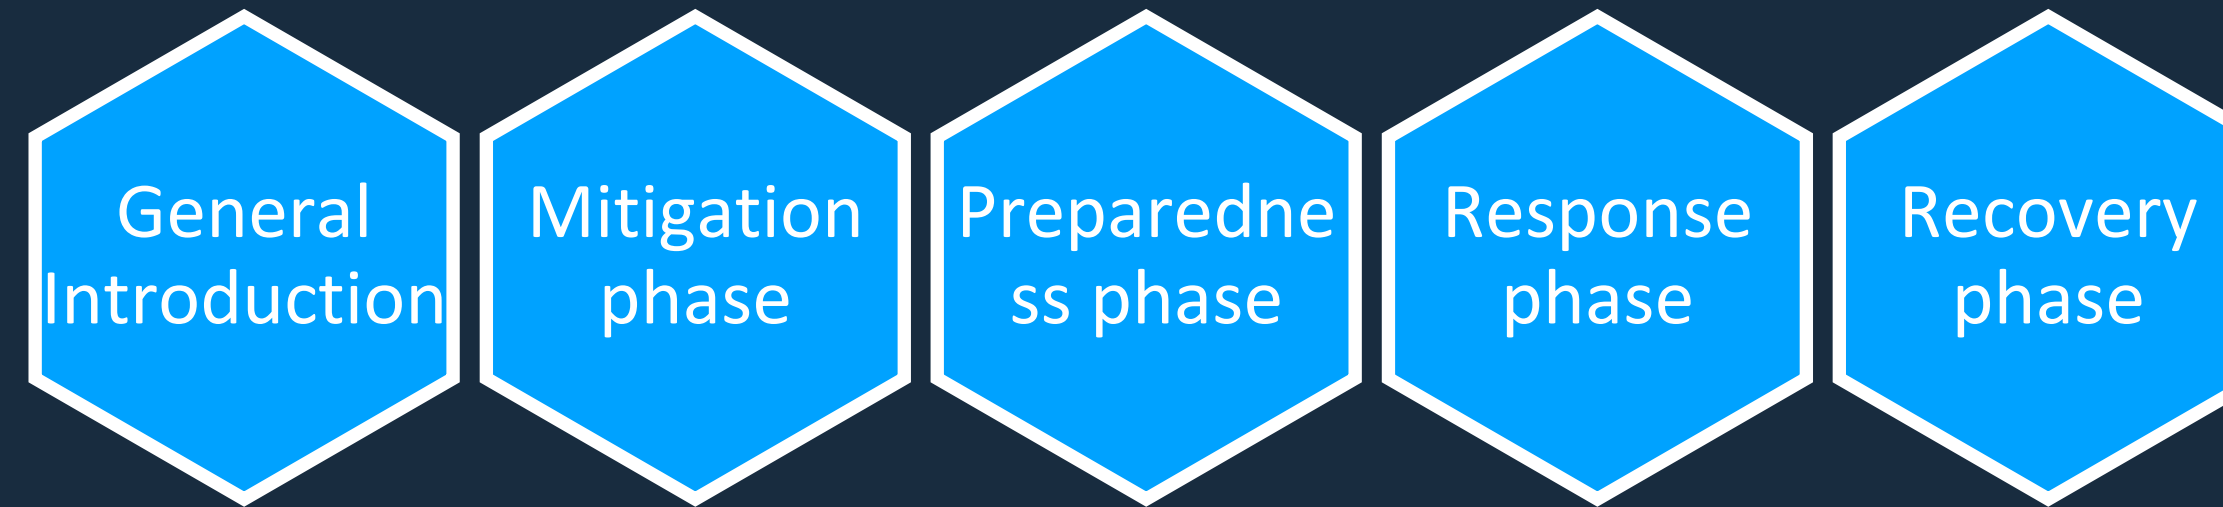 General
Introduction
Mitigation
phase
Preparedne
ss phase
Response
phase
Recovery
phase